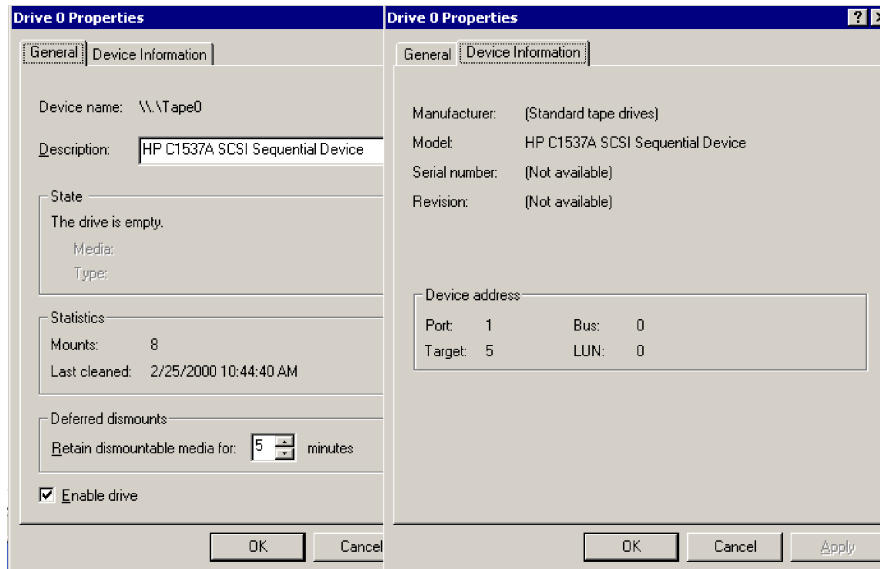 Drive 0 Properties
General
Device Information
Device name: \\.\Tape0
Description: HP C1537A SCSI Sequential Device
State
The drive is empty.
Media:
Type:
Statistics
Mounts: 8
Last cleaned: 2/25/2000 10:44:40 AM
Deferred dismounts
Retain dismountable media for: 5 minutes
Enable drive
OK
Cancel
Drive 0 Properties
General
Device Information
Manufacturer: (Standard tape drives)
Model: HP C1537A SCSI Sequential Device
Serial number: (Not available)
Revision: (Not available)
Device address
Port: 1 Bus: 0
Target: 5 LUN: 0
OK
Cancel
Apply